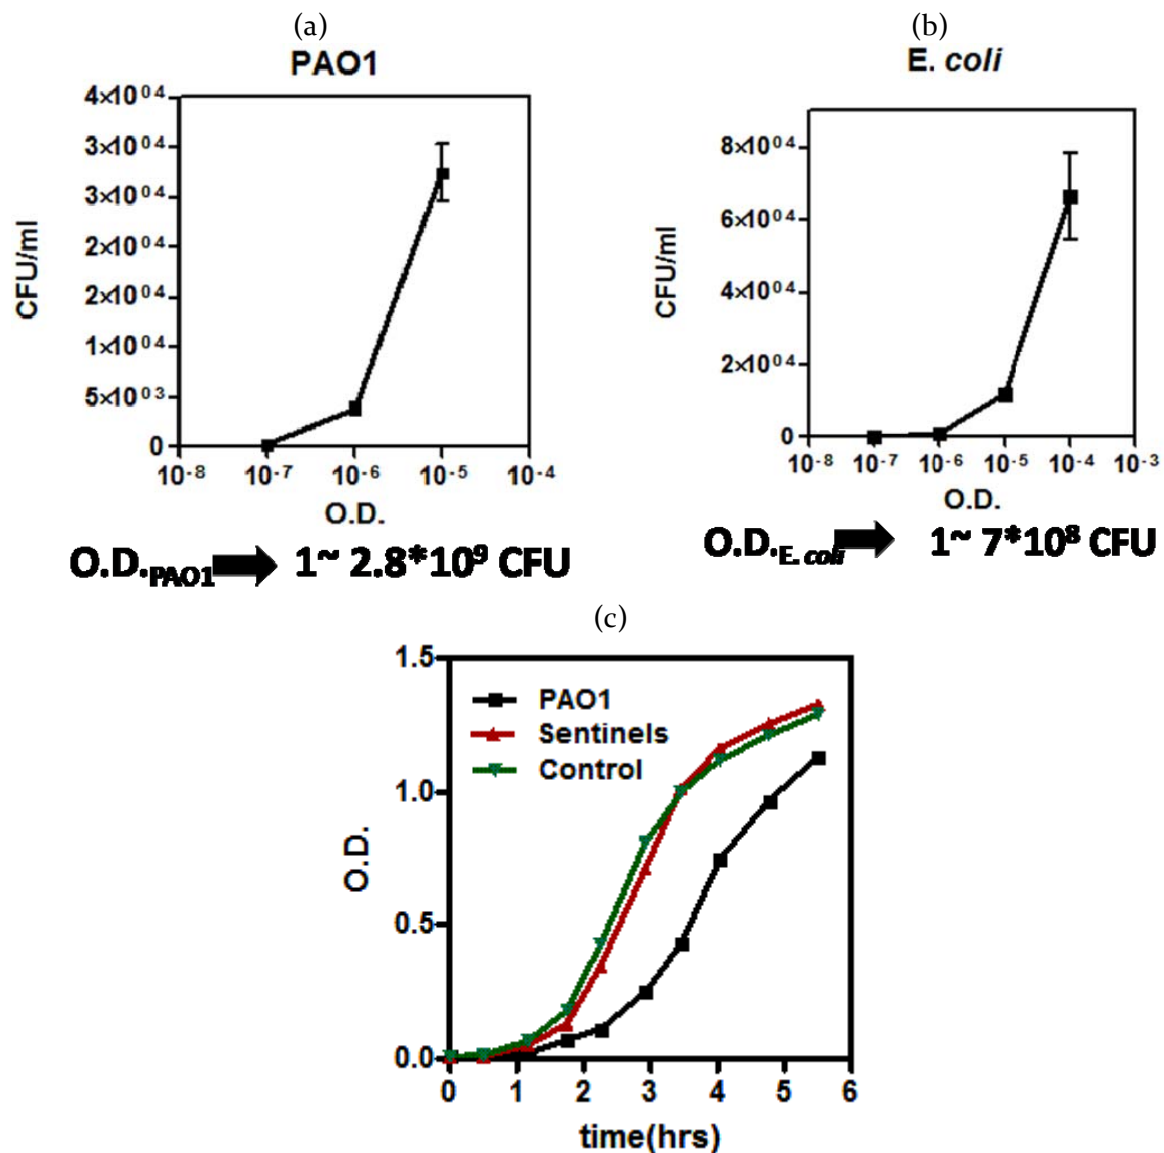 (a)
PAO1
4×10⁰⁴
3×10⁰⁴
3×10⁰⁴
2×10⁰⁴
2×10⁰⁴
1×10⁰⁴
5×10⁰³
0
CFU/ml
10⁻⁸ 10⁻⁷ 10⁻⁶ 10⁻⁵ 10⁻⁴
O.D.
O.D.PAO1 1~ 2.8*10⁹ CFU
(b)
E. coli
8×10⁰⁴
6×10⁰⁴
4×10⁰⁴
2×10⁰⁴
0
CFU/ml
10⁻⁸ 10⁻⁷ 10⁻⁶ 10⁻⁵ 10⁻⁴ 10⁻³
O.D.
O.D.E. coli 1~ 7*10⁸ CFU
(c)
1.5
1.0
0.5
0.0
O.D.
PAO1
Sentinels
Control
0 1 2 3 4 5 6
time(hrs)